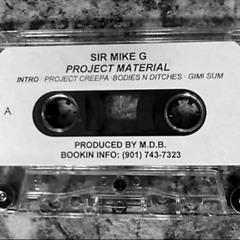 SIR MIKE G
PROJECT MATERIAL
INTRO · PROJECT CREEPA · BODIES N DITCHES · GIMI SUM
A
PRODUCED BY M.D.B.
BOOKIN INFO: (901) 743-7323